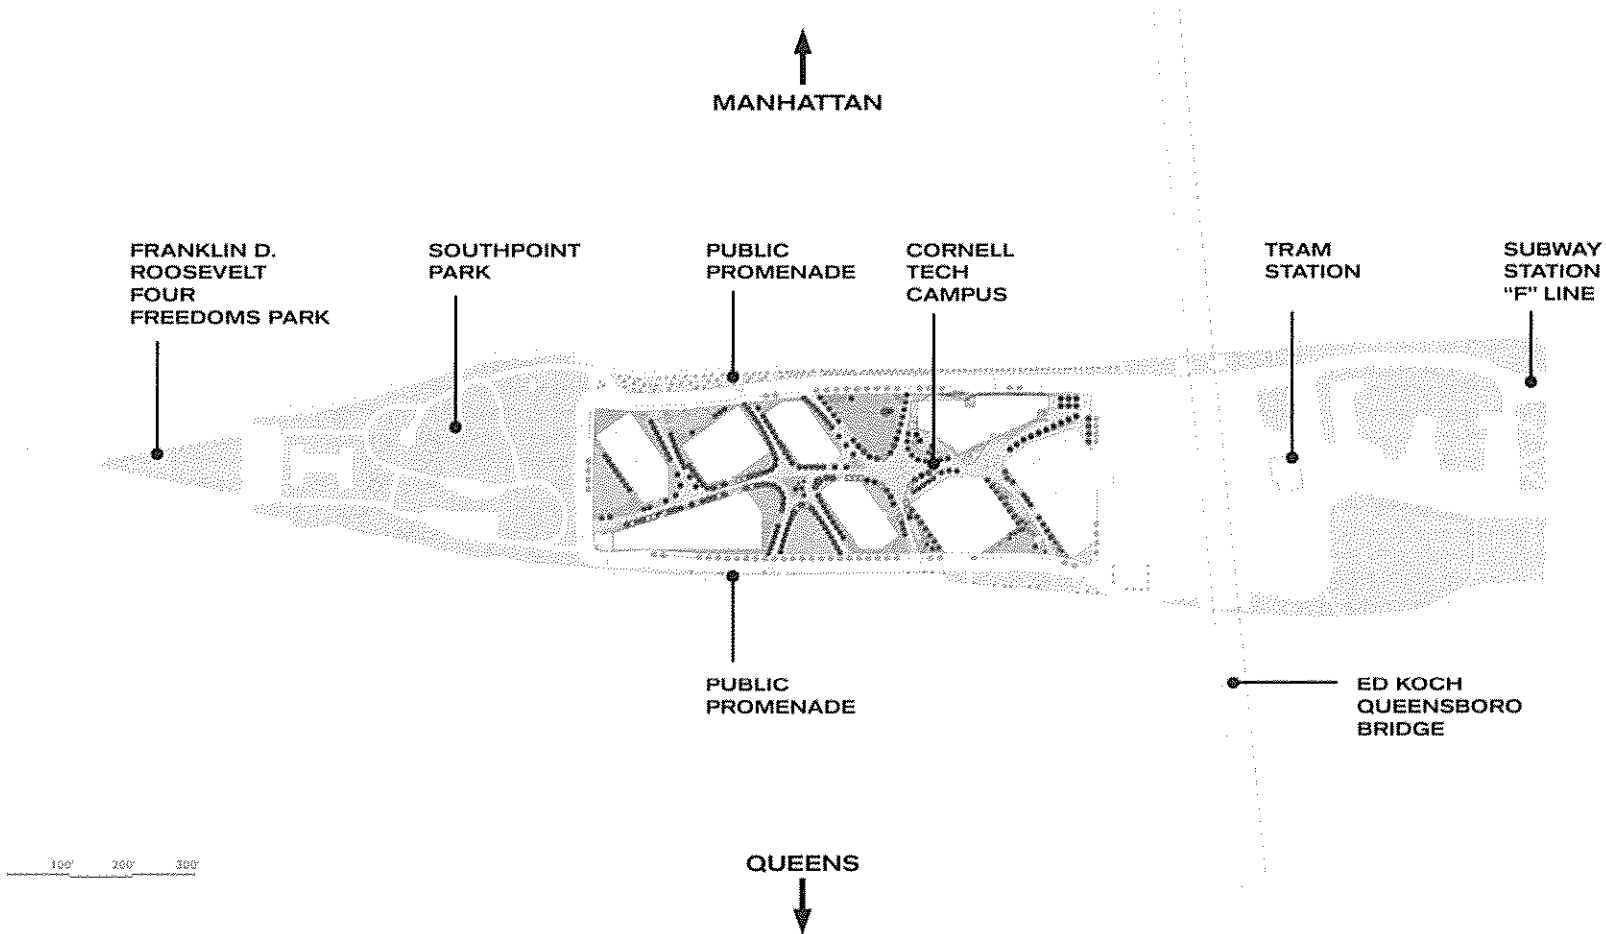 MANHATTAN
FRANKLIN D.
ROOSEVELT
FOUR
FREEDOMS PARK
SOUTHPOINT
PARK
PUBLIC
PROMENADE
CORNELL
TECH
CAMPUS
TRAM
STATION
SUBWAY
STATION
“F” LINE
PUBLIC
PROMENADE
ED KOCH
QUEENSBORO
BRIDGE
100' 200' 300'
QUEENS